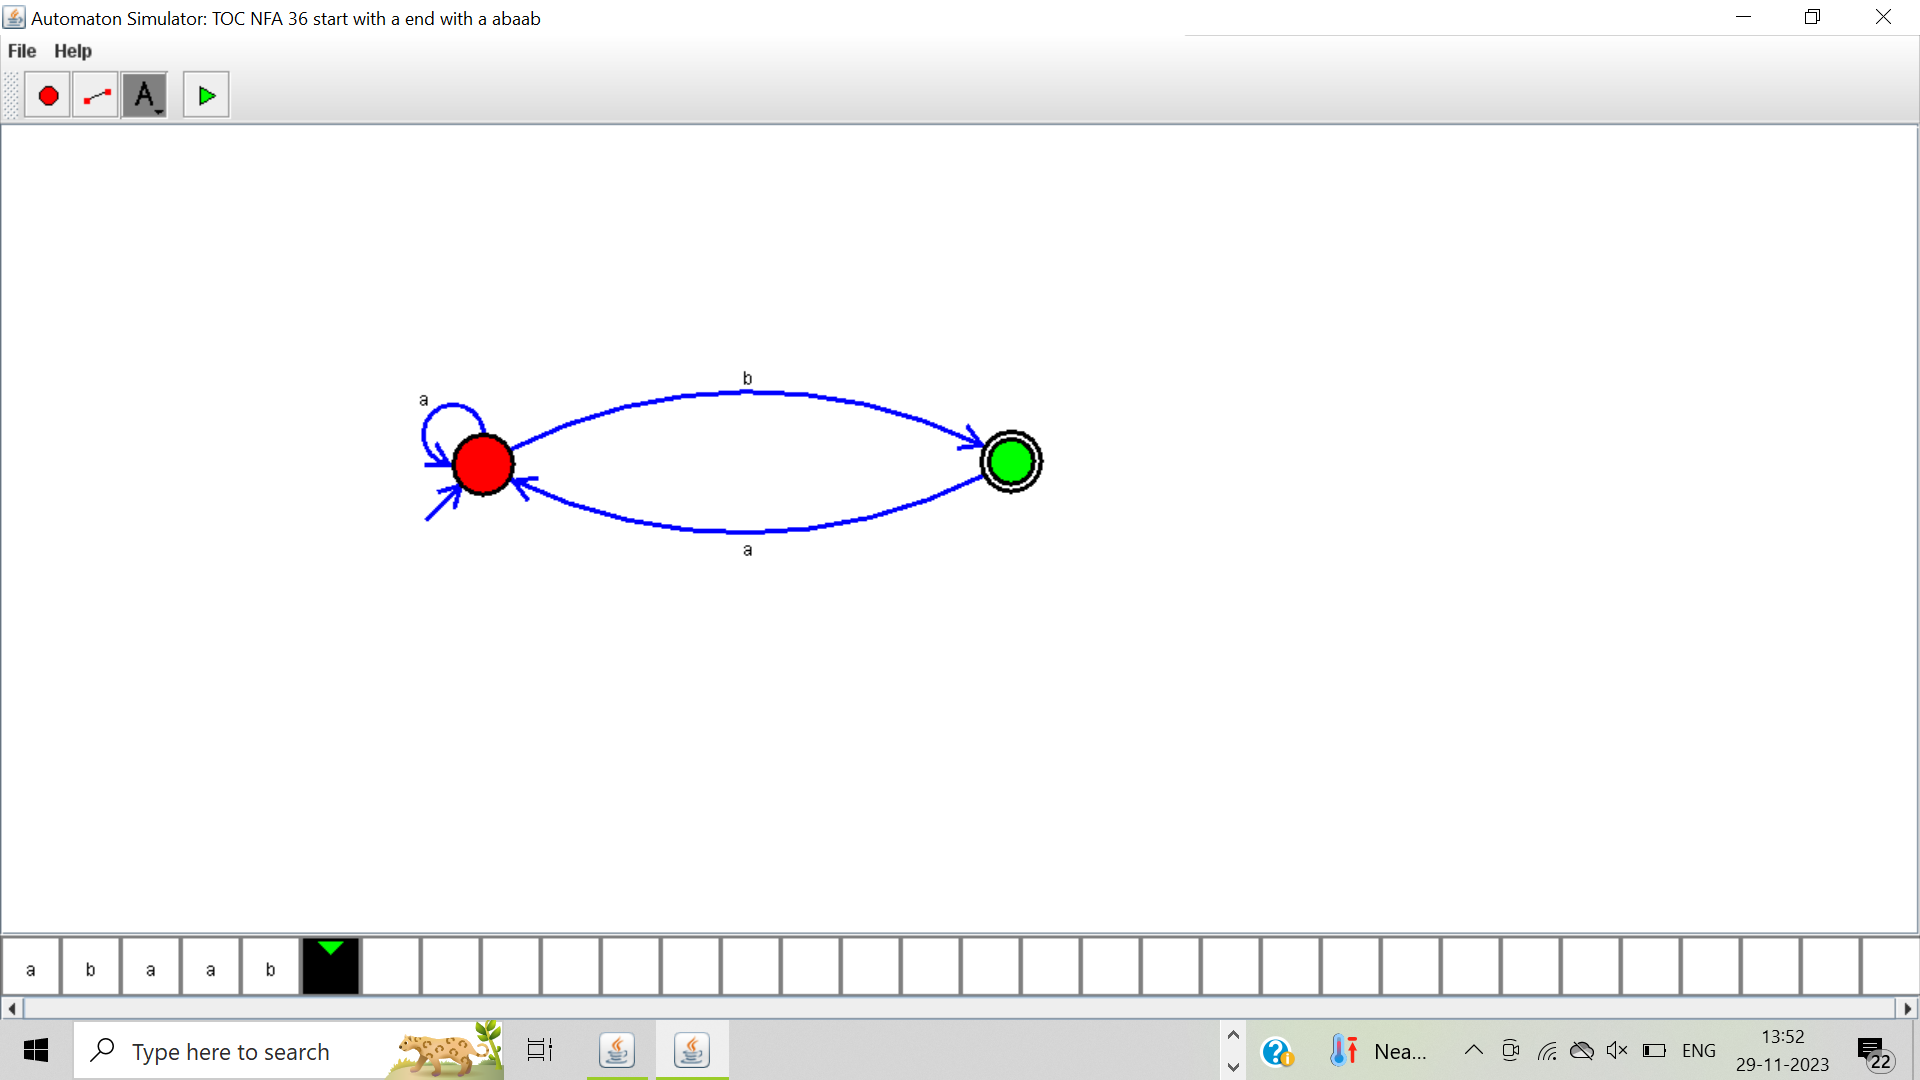 Automaton Simulator: TOC NFA 36 start with a end with a abaab
File Help
A
b
a
a
a b a a b
Type here to search
Nea...
ENG
13:52
29-11-2023
22